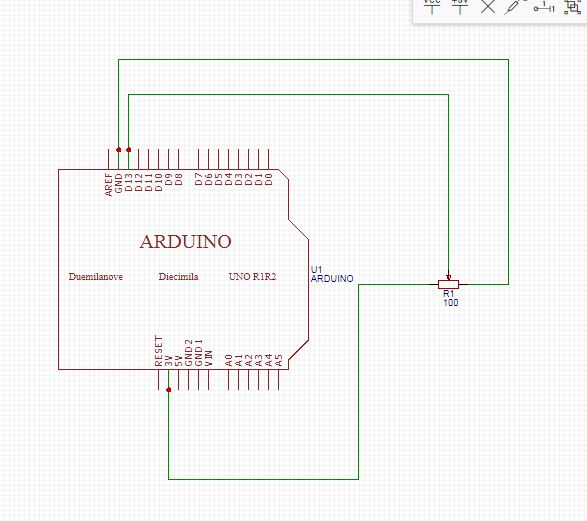 VCC +5V
1
AREF GND D13 D12 D11 D10 D9 D8 D7 D6 D5 D4 D3 D2 D1 D0
ARDUINO
Duemilanove Diecimila UNO R1R2
U1
ARDUINO
R1
100
RESET 3V 5V GND2 GND1 VIN A0 A1 A2 A3 A4 A5